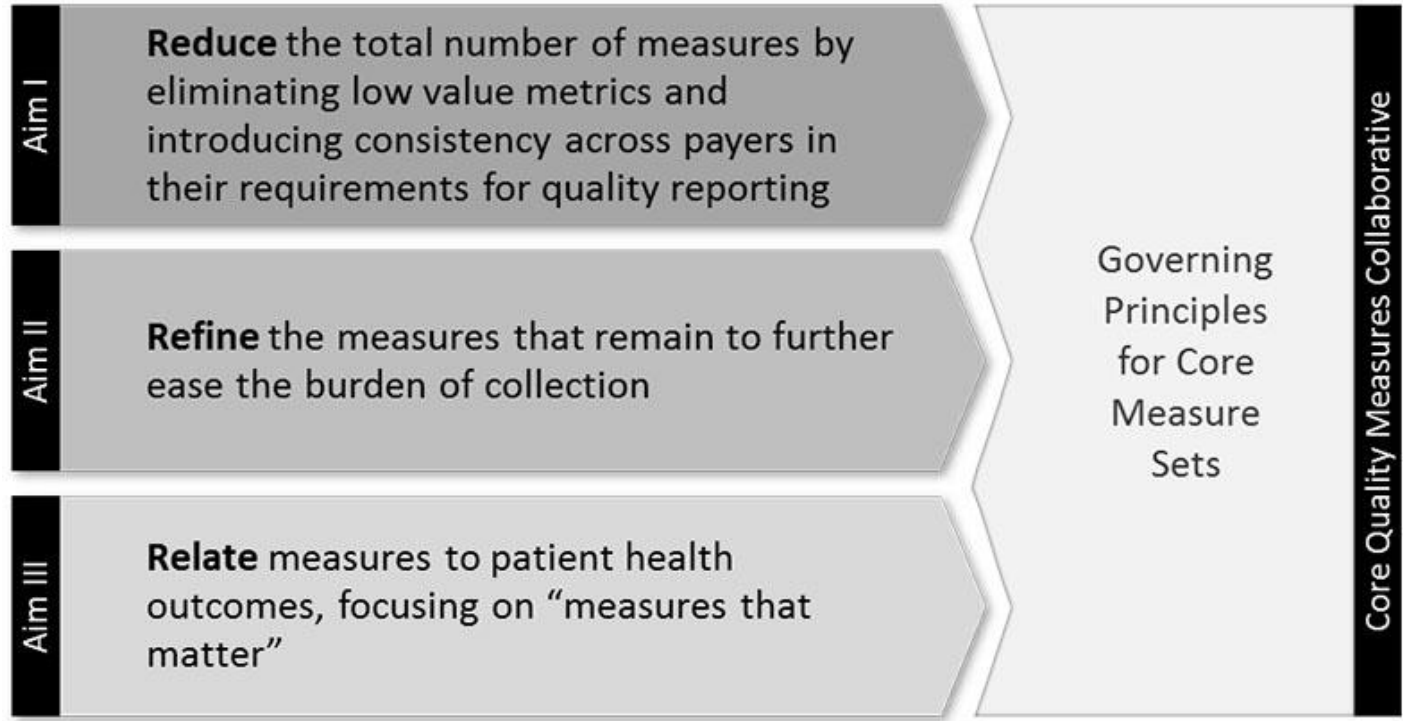 Aim I
Reduce the total number of measures by
eliminating low value metrics and
introducing consistency across payers in
their requirements for quality reporting
Aim II
Refine the measures that remain to further
ease the burden of collection
Aim III
Relate measures to patient health
outcomes, focusing on “measures that
matter”
Governing
Principles
for Core
Measure
Sets
Core Quality Measures Collaborative